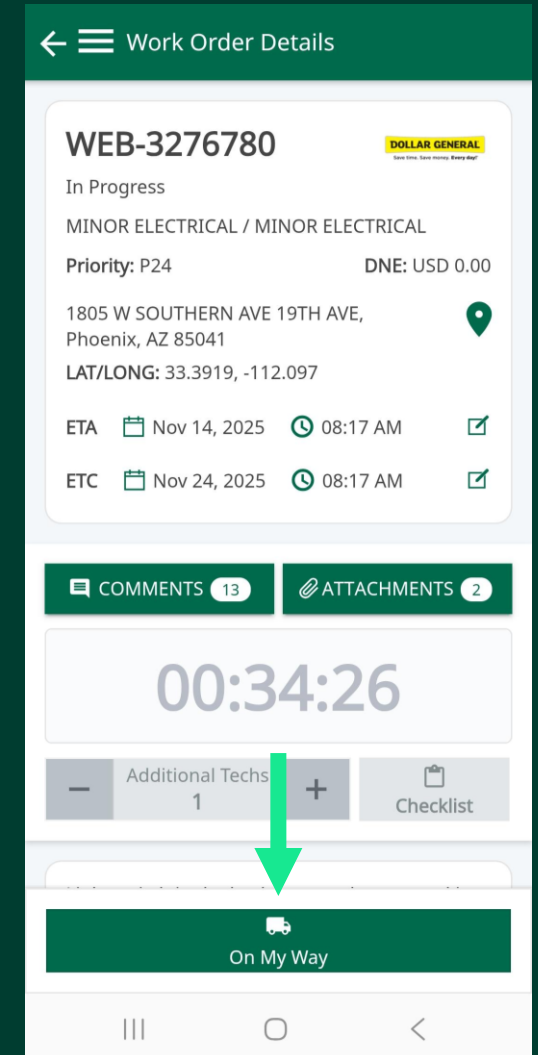 Work Order Details
WEB-3276780
DOLLAR GENERAL
Save time. Save money. Every day!
In Progress
MINOR ELECTRICAL / MINOR ELECTRICAL
Priority: P24 DNE: USD 0.00
1805 W SOUTHERN AVE 19TH AVE,
Phoenix, AZ 85041
LAT/LONG: 33.3919, -112.097
ETA Nov 14, 2025 08:17 AM
ETC Nov 24, 2025 08:17 AM
COMMENTS 13 ATTACHMENTS 2
00:34:26
Additional Techs
1
Checklist
On My Way